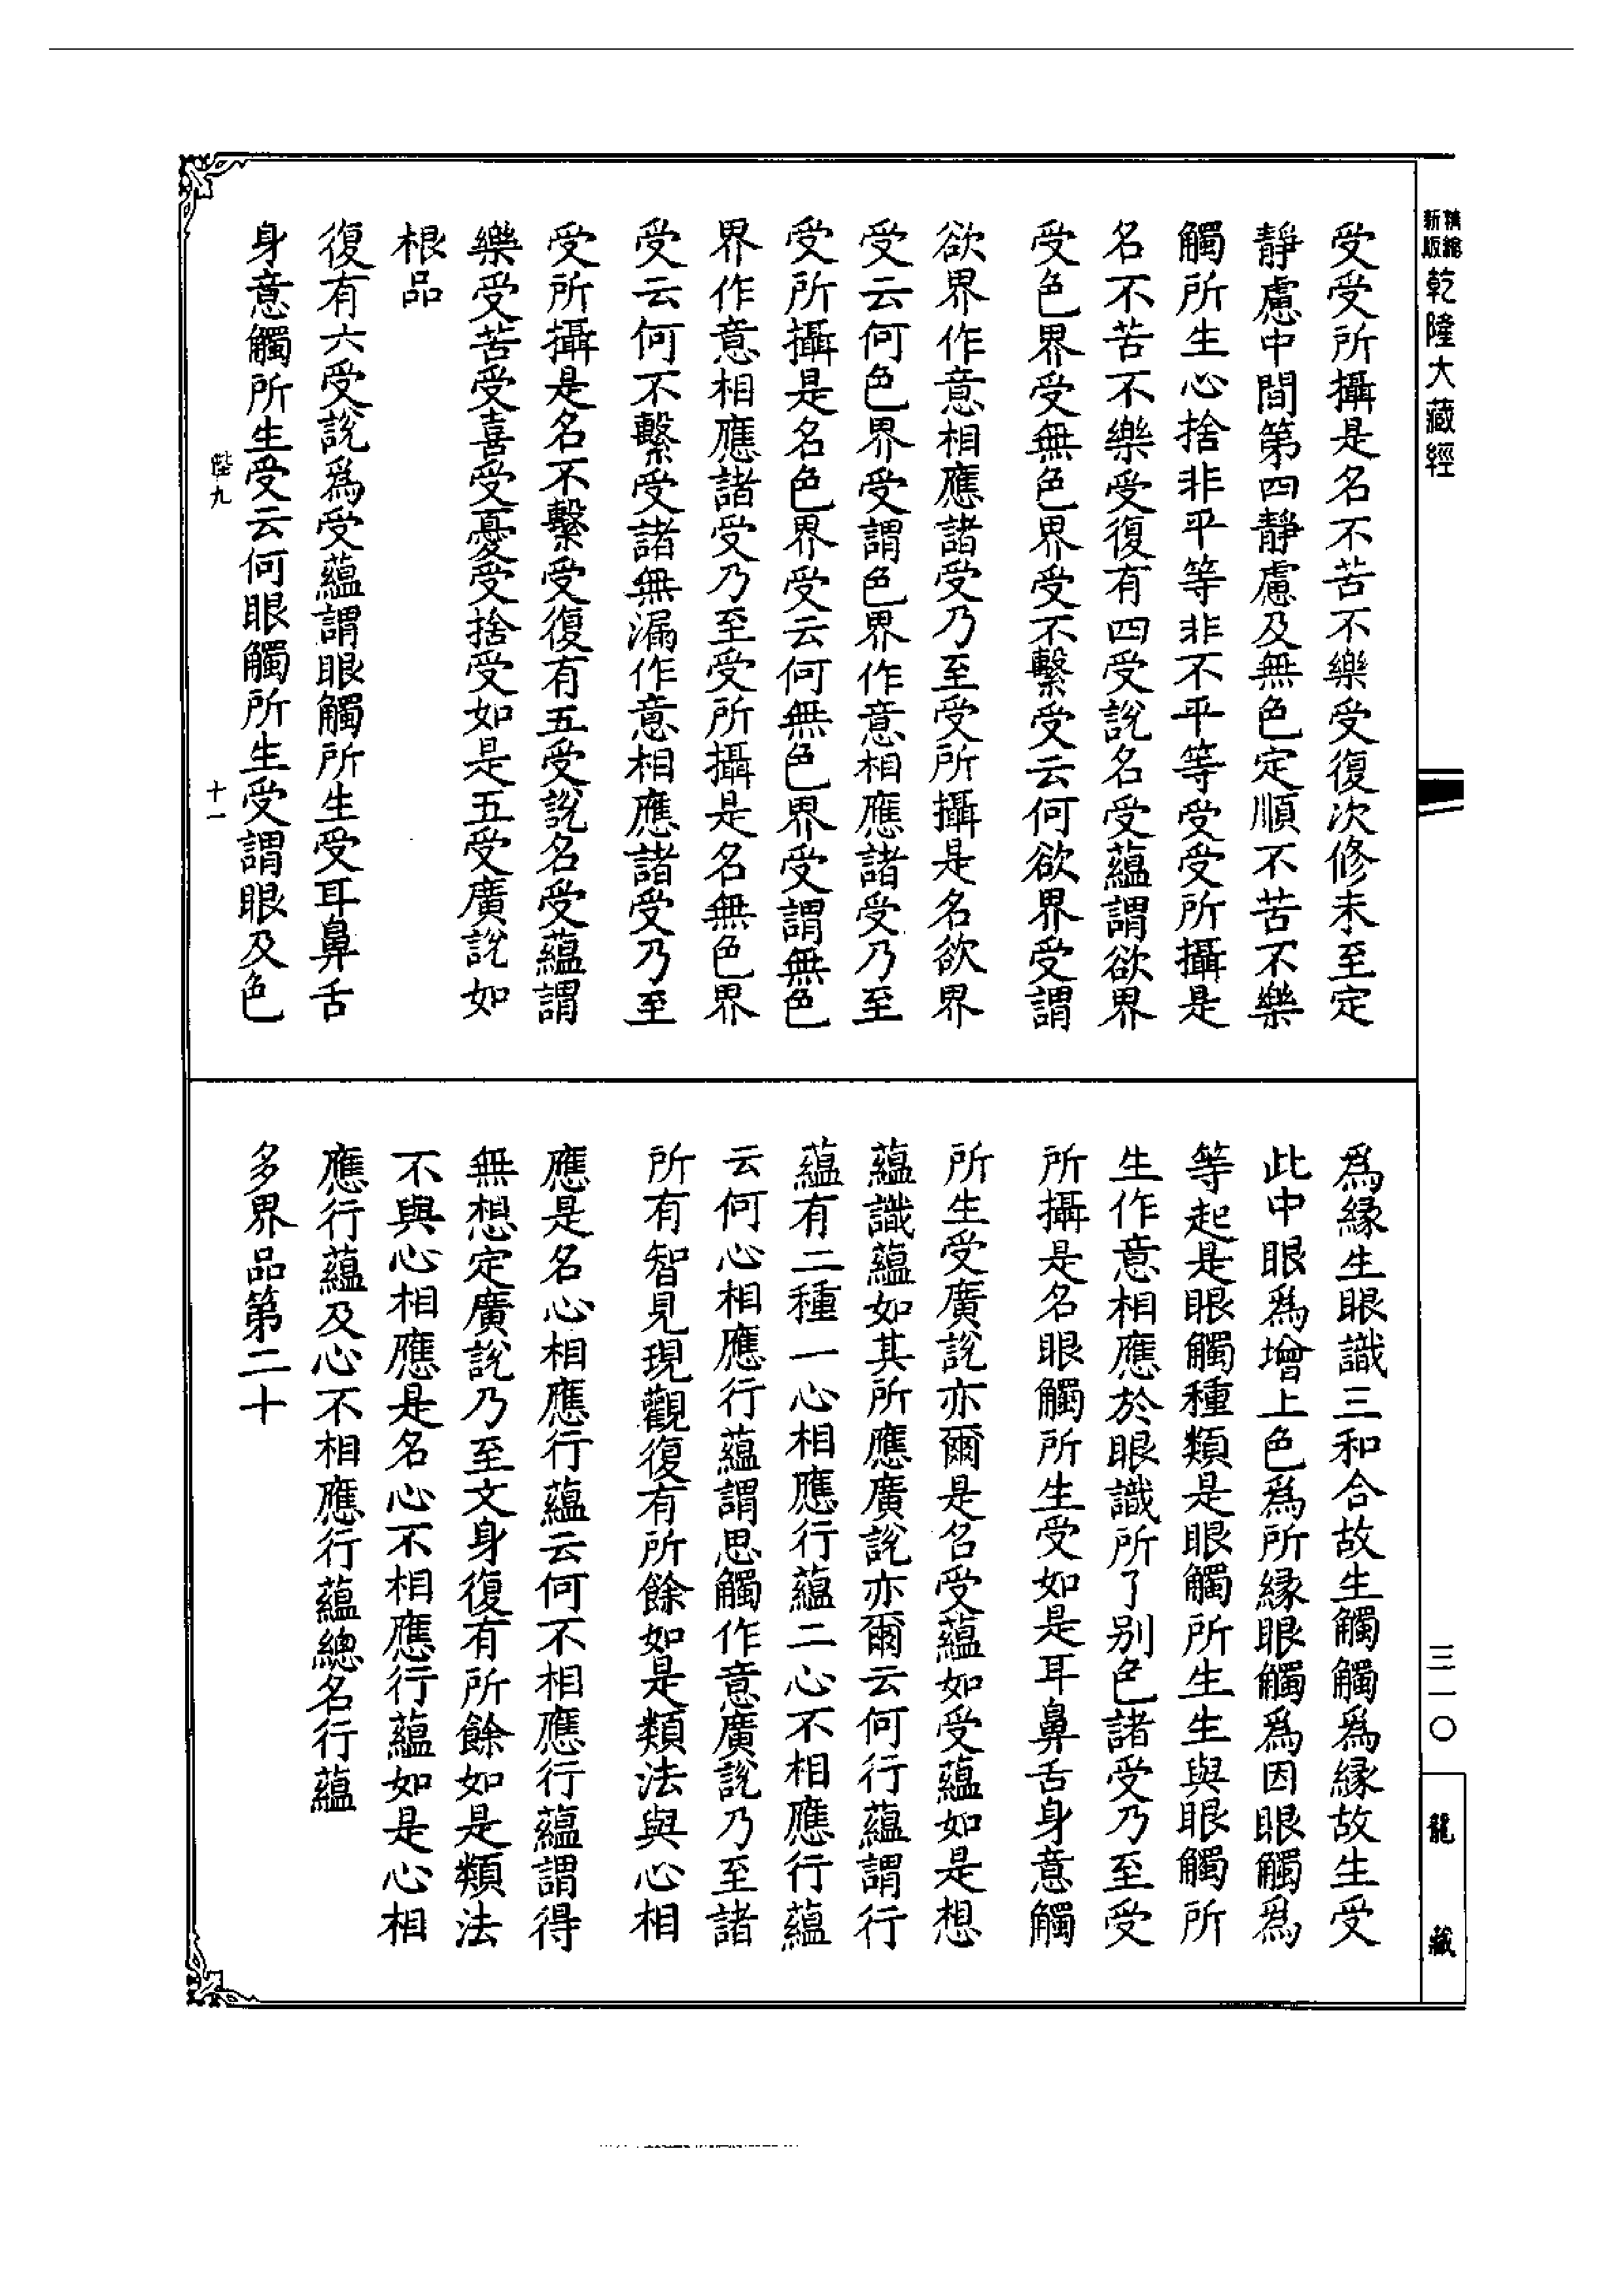 精縮
新版
乾隆大藏經
受受所攝是名不苦不樂受復次修未至定
靜慮中間第四靜慮及無色定順不苦不樂
觸所生心捨非平等非不平等受受所攝是
名不苦不樂受復有四受說名受蘊謂欲界
受色界受無色界受不繫受云何欲界受謂
欲界作意相應諸受乃至受所攝是名欲界
受云何色界受謂色界作意相應諸受乃至
受所攝是名色界受云何無色界受謂無色
界作意相應諸受乃至受所攝是名無色界
受云何不繫受諸無漏作意相應諸受乃至
受所攝是名不繫受復有五受說名受蘊謂
樂受苦受喜受憂受捨受如是五受廣說如
根品
復有六受說爲受蘊謂眼觸所生受耳鼻舌
身意觸所生受云何眼觸所生受謂眼及色
九
十一
爲緣生眼識三和合故生觸觸爲緣故生受
此中眼爲增上色爲所緣眼觸爲因眼觸爲
等起是眼觸種類是眼觸所生生與眼觸所
生作意相應於眼識所了别色諸受乃至受
所攝是名眼觸所生受如是耳鼻舌身意觸
所生受廣說亦爾是名受蘊如受蘊如是想
蘊識蘊如其所應廣說亦爾云何行蘊謂行
蘊有二種一心相應行蘊二心不相應行蘊
云何心相應行蘊謂思觸作意廣說乃至諸
所有智見現觀復有所餘如是類法與心相
應是名心相應行蘊云何不相應行蘊謂得
無想定廣說乃至文身復有所餘如是類法
不與心相應是名心不相應行蘊如是心相
應行蘊及心不相應行蘊總名行蘊
多界品第二十
三一〇
龍藏